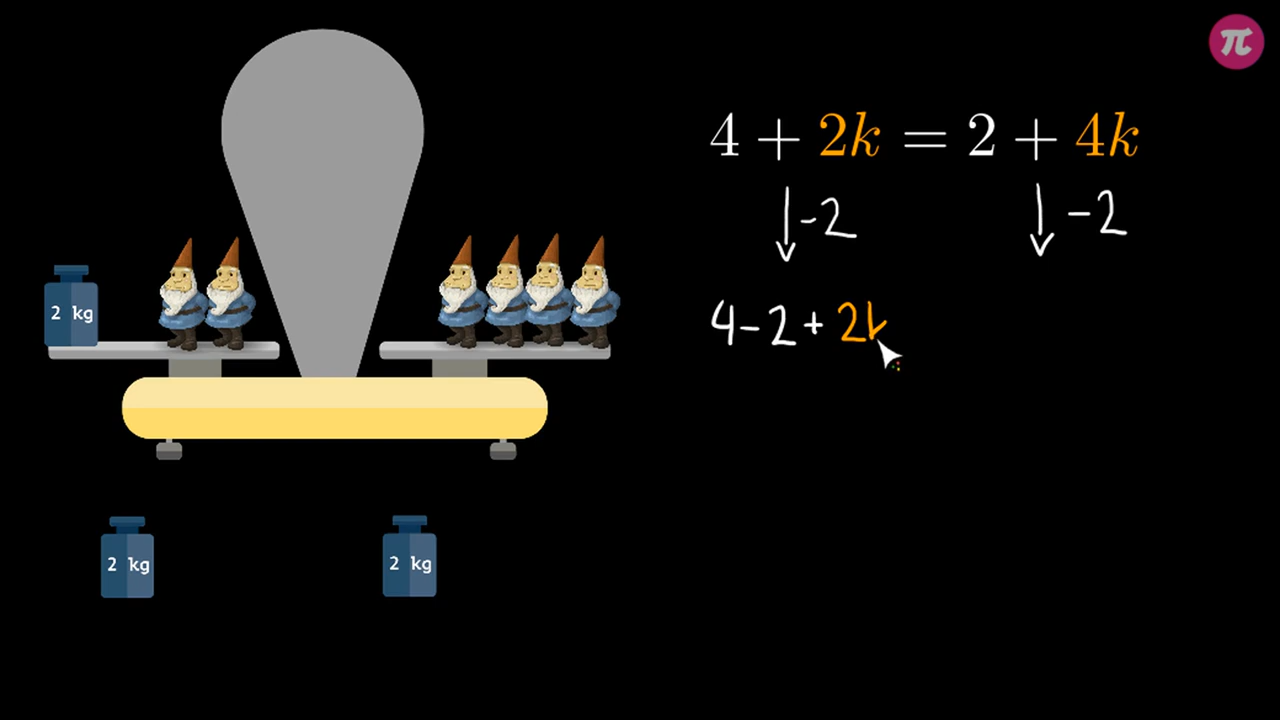 π
4 + 2k = 2 + 4k
-2 -2
2 kg
4-2+ 2k
2 kg 2 kg